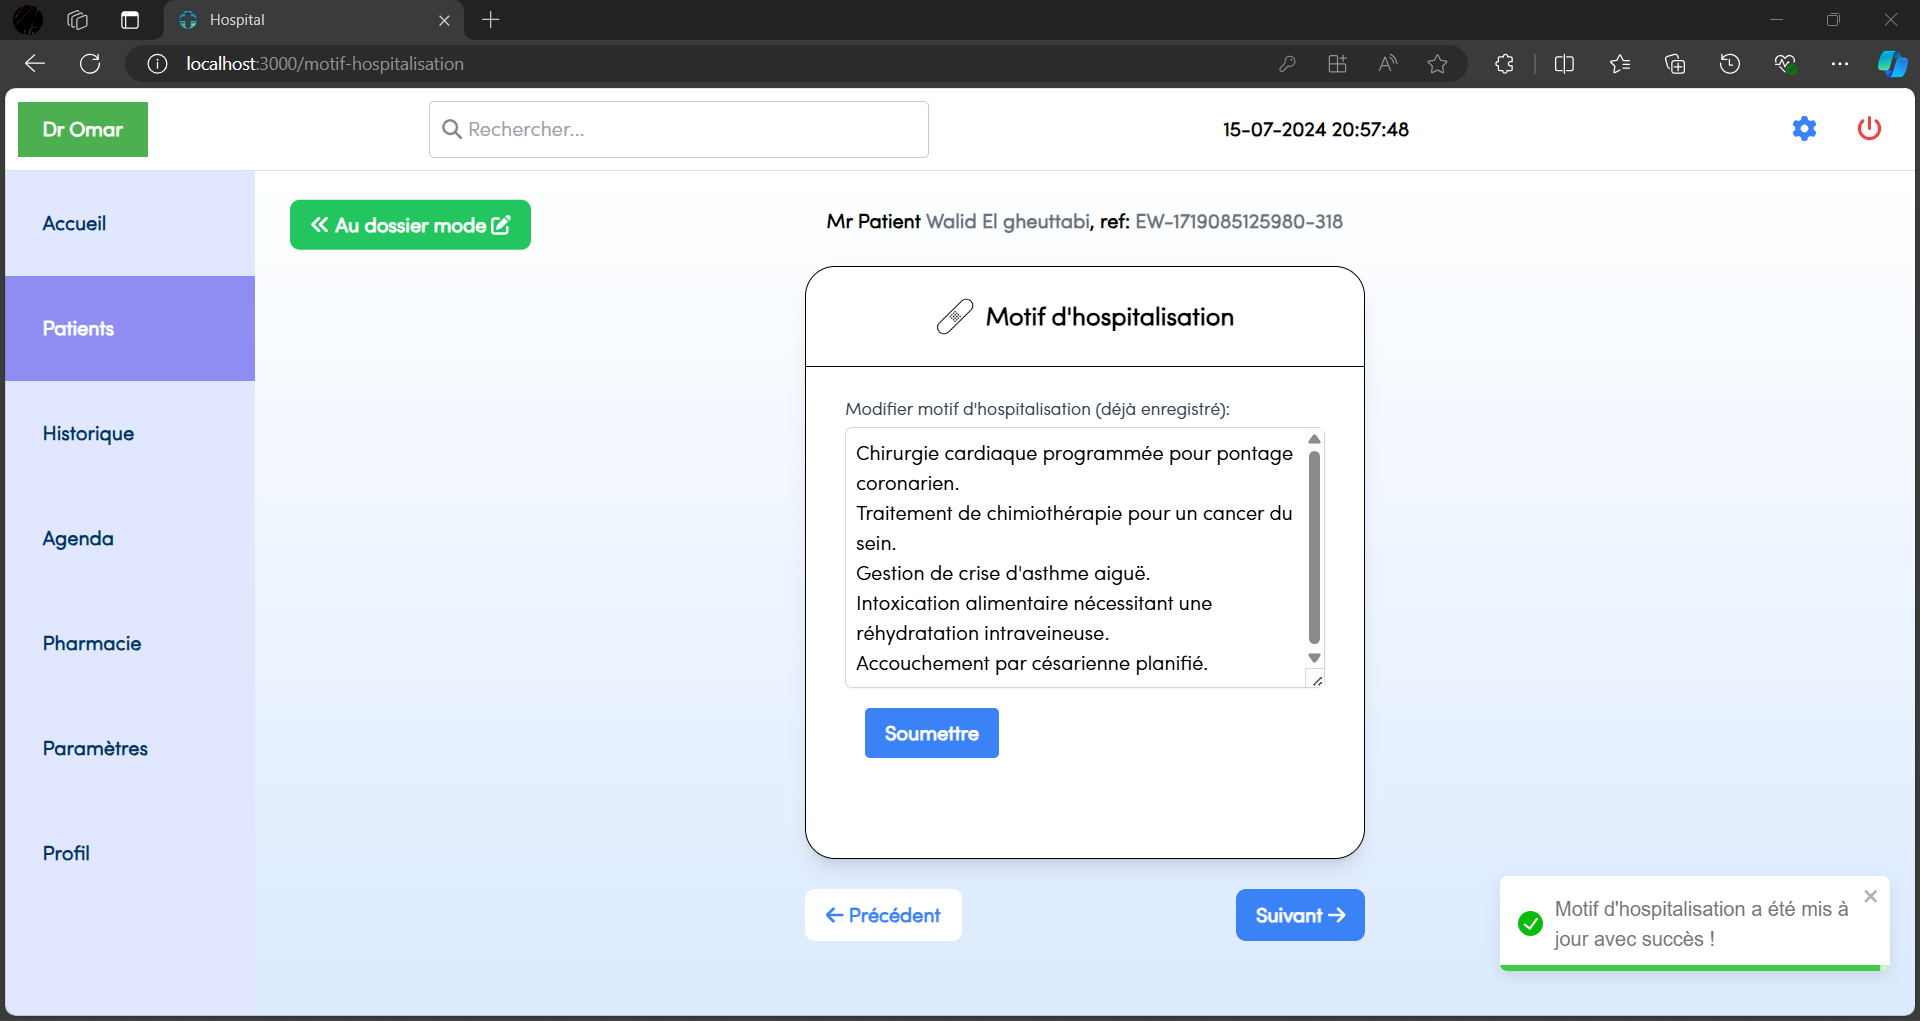 Hospital
localhost:3000/motif-hospitalisation
Dr Omar
Rechercher...
15-07-2024 20:57:48
Accueil
Patients
Historique
Agenda
Pharmacie
Paramètres
Profil
Au dossier mode
Mr Patient Walid El gheuttabi, ref: EW-1719085125980-318
Motif d'hospitalisation
Modifier motif d'hospitalisation (déjà enregistré):
Chirurgie cardiaque programmée pour pontage
coronarien.
Traitement de chimiothérapie pour un cancer du
sein.
Gestion de crise d'asthme aiguë.
Intoxication alimentaire nécessitant une
réhydratation intraveineuse.
Accouchement par césarienne planifié.
Soumettre
Précédent
Suivant
Motif d'hospitalisation a été mis à
jour avec succès !